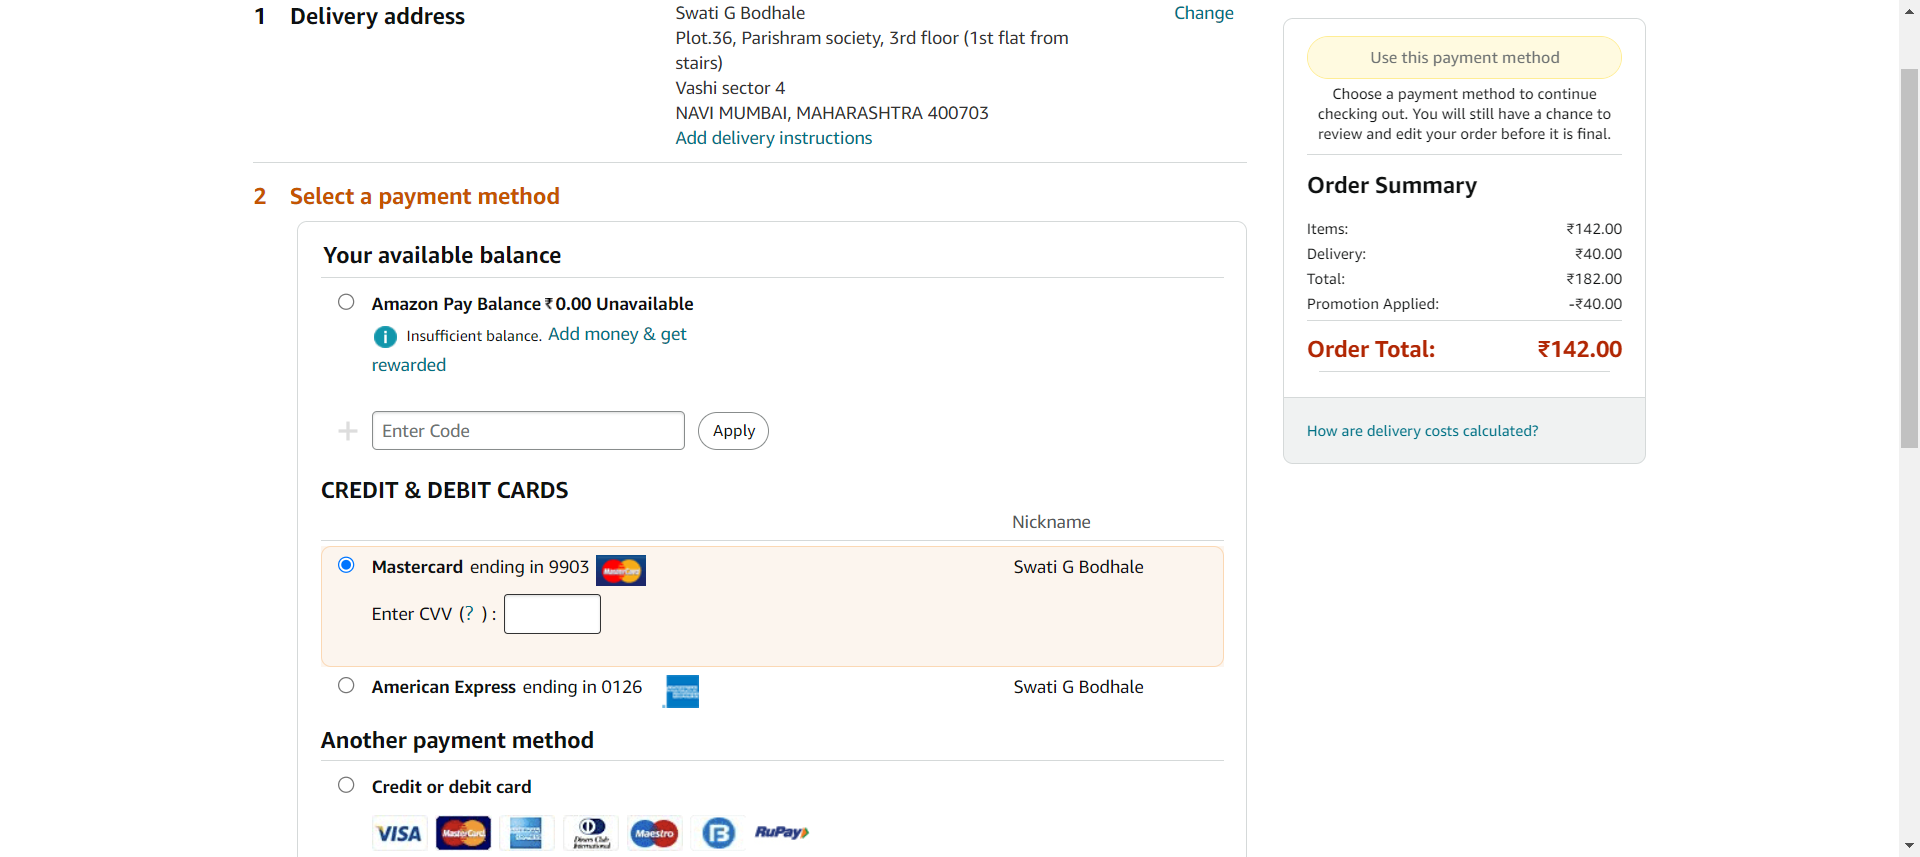 1 Delivery address
Swati G Bodhale
Plot.36, Parishram society, 3rd floor (1st flat from
stairs)
Vashi sector 4
NAVI MUMBAI, MAHARASHTRA 400703
Add delivery instructions
Change
2 Select a payment method
Your available balance
Amazon Pay Balance ₹0.00 Unavailable
i Insufficient balance. Add money & get
rewarded
Enter Code Apply
CREDIT & DEBIT CARDS
Nickname
Mastercard ending in 9903 MasterCard Swati G Bodhale
Enter CVV (? ) :
American Express ending in 0126 Swati G Bodhale
Another payment method
Credit or debit card
VISA MasterCard Diners Club International Maestro B RuPay
Use this payment method
Choose a payment method to continue
checking out. You will still have a chance to
review and edit your order before it is final.
Order Summary
Items: ₹142.00
Delivery: ₹40.00
Total: ₹182.00
Promotion Applied: -₹40.00
Order Total: ₹142.00
How are delivery costs calculated?